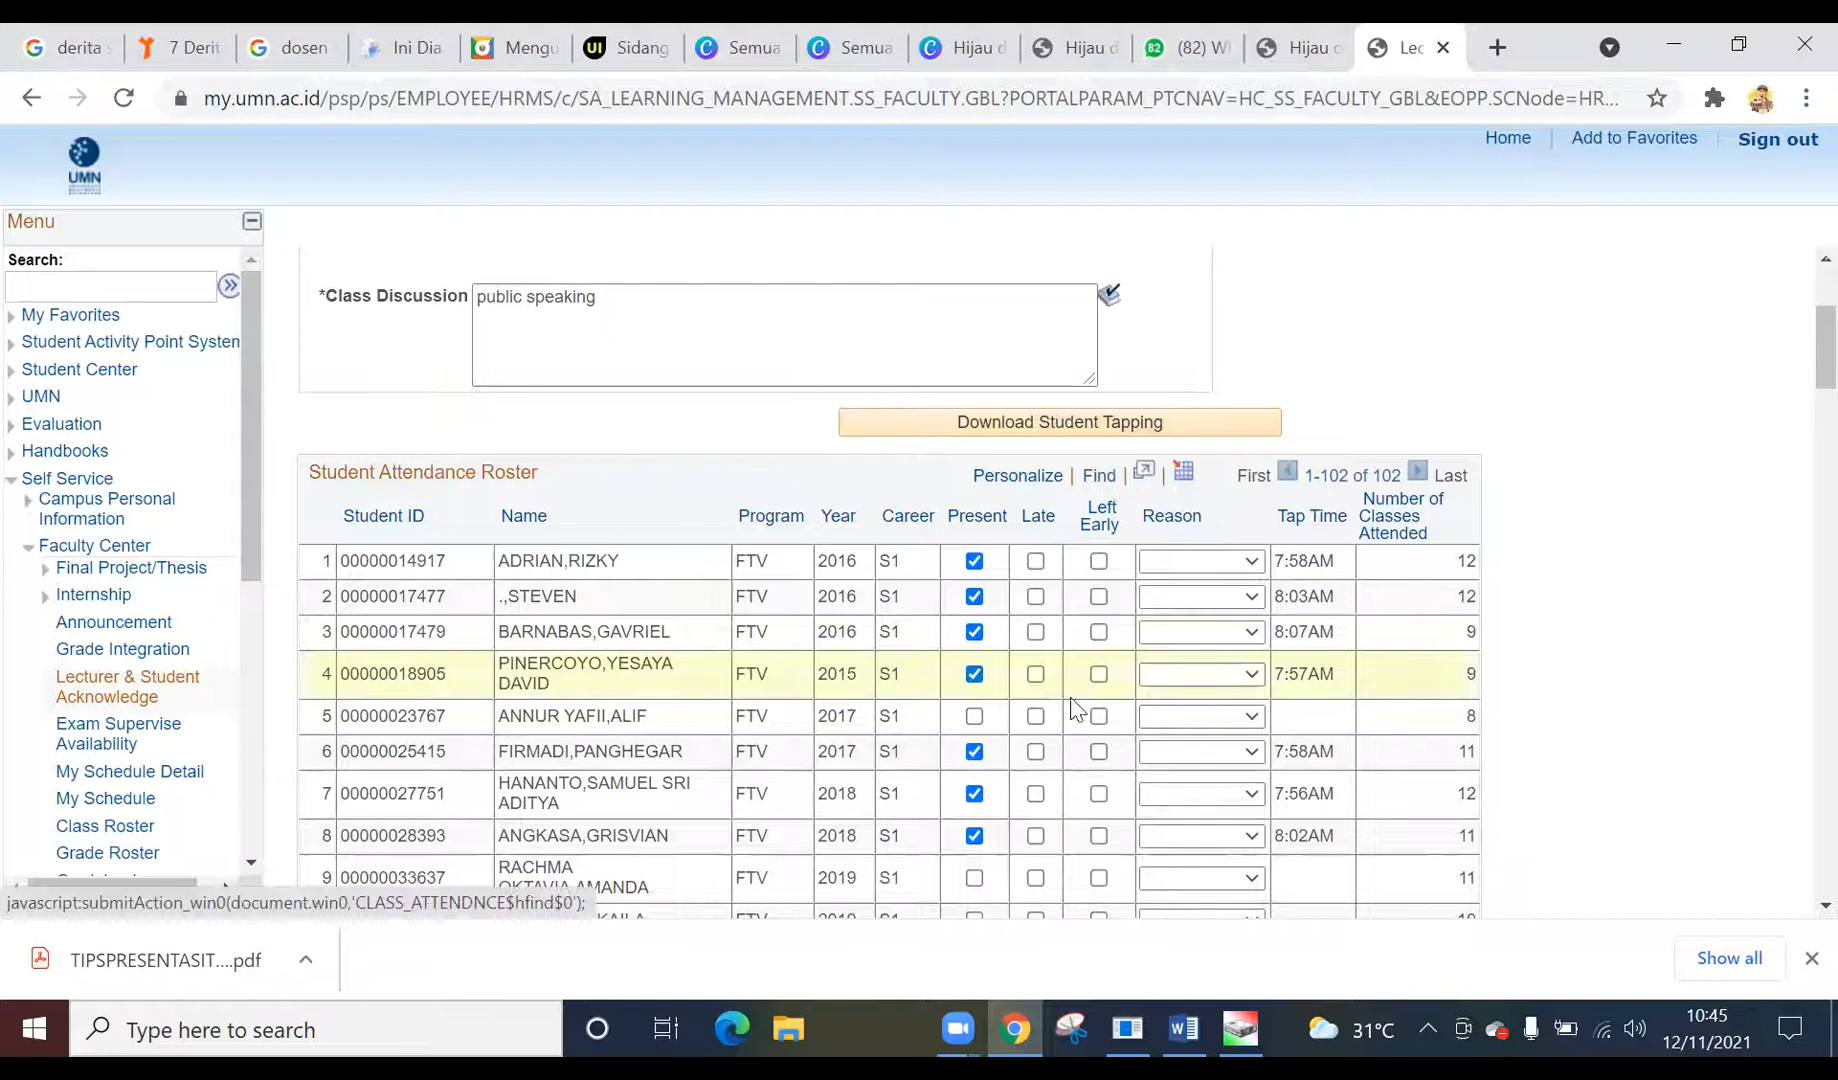 derita
7 Derit
dosen
Ini Dia
Mengu
UI Sidang
Semua
Semua
Hijau d
Hijau d
82 (82) W
Hijau d
Lec
my.umn.ac.id/psp/ps/EMPLOYEE/HRMS/c/SA_LEARNING_MANAGEMENT.SS_FACULTY.GBL?PORTALPARAM_PTCNAV=HC_SS_FACULTY_GBL&EOPP.SCNode=HR...
Home
Add to Favorites
Sign out
UMN
Menu
Search:
My Favorites
Student Activity Point System
Student Center
UMN
Evaluation
Handbooks
Self Service
Campus Personal
Information
Faculty Center
Final Project/Thesis
Internship
Announcement
Grade Integration
Lecturer & Student
Acknowledge
Exam Supervise
Availability
My Schedule Detail
My Schedule
Class Roster
Grade Roster
*Class Discussion
public speaking
Download Student Tapping
Student Attendance Roster
Personalize | Find |
First 1-102 of 102 Last
Student ID Name Program Year Career Present Late Left Early Reason Tap Time Number of Classes Attended
1 00000014917 ADRIAN,RIZKY FTV 2016 S1 7:58AM 12
2 00000017477 .,STEVEN FTV 2016 S1 8:03AM 12
3 00000017479 BARNABAS,GAVRIEL FTV 2016 S1 8:07AM 9
4 00000018905 PINERCOYO,YESAYA DAVID FTV 2015 S1 7:57AM 9
5 00000023767 ANNUR YAFII,ALIF FTV 2017 S1 8
6 00000025415 FIRMADI,PANGHEGAR FTV 2017 S1 7:58AM 11
7 00000027751 HANANTO,SAMUEL SRI ADITYA FTV 2018 S1 7:56AM 12
8 00000028393 ANGKASA,GRISVIAN FTV 2018 S1 8:02AM 11
9 00000033637 RACHMA OKTAVIA,AMANDA FTV 2019 S1 11
javascript:submitAction_win0(document.win0,'CLASS_ATTENDNCE$hfind$0');
TIPSPRESENTASIT....pdf
Show all
Type here to search
31°C
10:45
12/11/2021